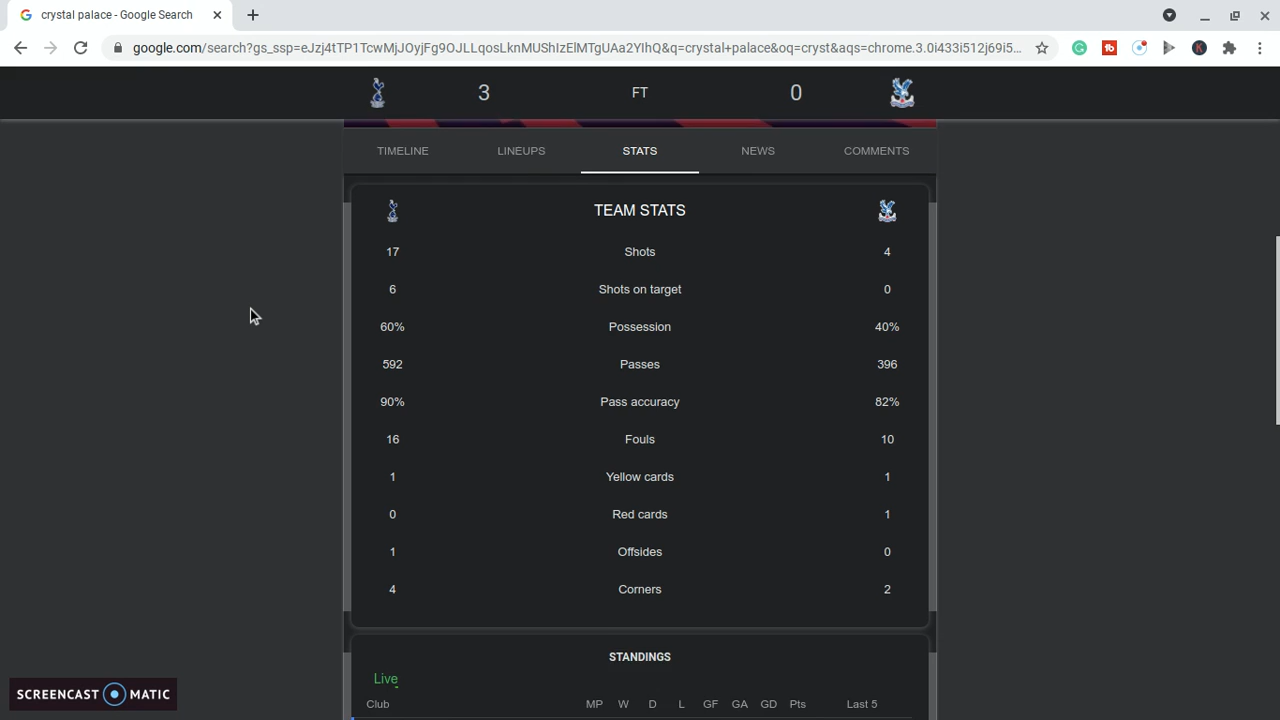 crystal palace - Google Search
google.com/search?gs_ssp=eJzj4tTP1TcwMjJOyjFg9OJLLqosLknMUShIzElMTgUAa2YIhQ&q=crystal+palace&oq=cryst&aqs=chrome.3.0i433i512j69i5...
3 FT 0
TIMELINE LINEUPS STATS NEWS COMMENTS
TEAM STATS
17 Shots 4
6 Shots on target 0
60% Possession 40%
592 Passes 396
90% Pass accuracy 82%
16 Fouls 10
1 Yellow cards 1
0 Red cards 1
1 Offsides 0
4 Corners 2
STANDINGS
Live
Club MP W D L GF GA GD Pts Last 5
SCREENCAST MATIC